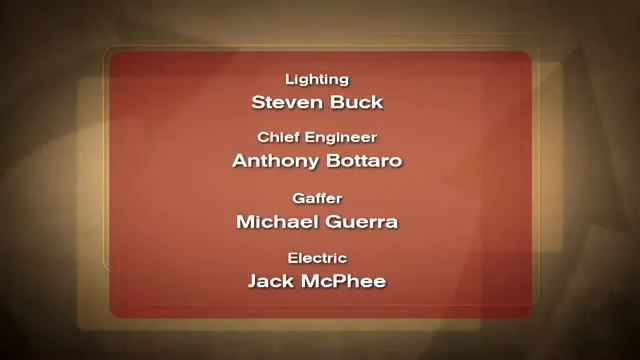 Lighting
Steven Buck
Chief Engineer
Anthony Bottaro
Gaffer
Michael Guerra
Electric
Jack McPhee